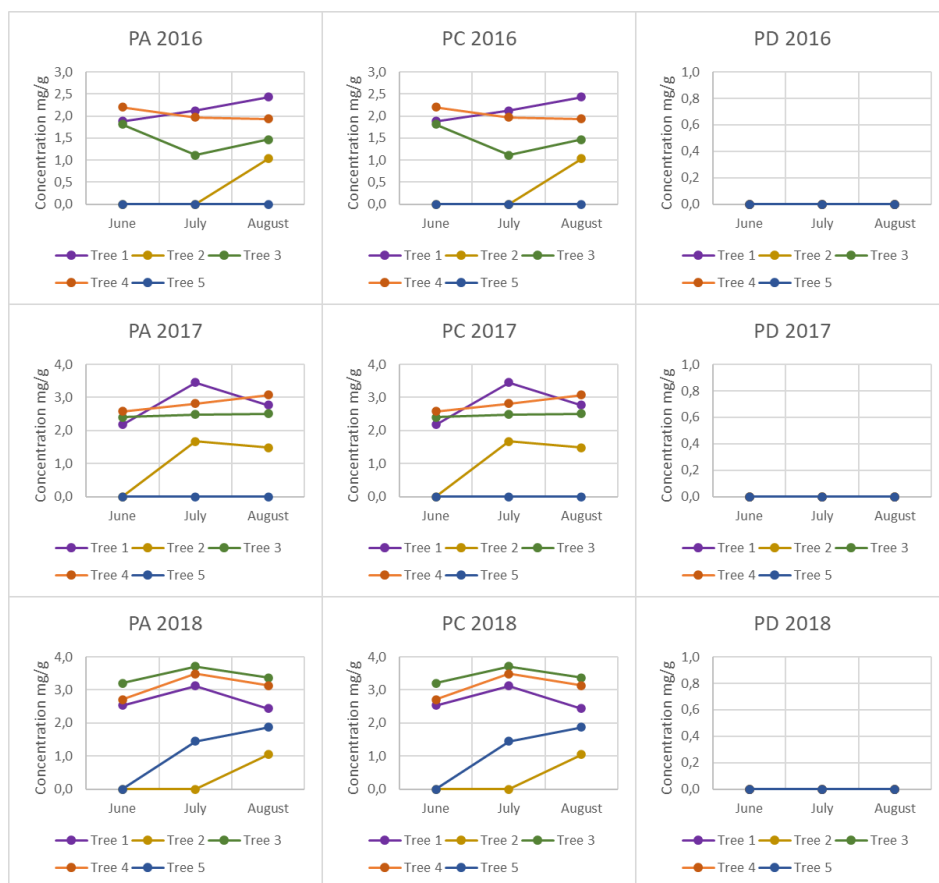 PA 2016
Concentration mg/g
3,0
2,5
2,0
1,5
1,0
0,5
0,0
June July August
Tree 1 Tree 2 Tree 3
Tree 4 Tree 5
PC 2016
Concentration mg/g
3,0
2,5
2,0
1,5
1,0
0,5
0,0
June July August
Tree 1 Tree 2 Tree 3
Tree 4 Tree 5
PD 2016
Concentration mg/g
1,0
0,8
0,6
0,4
0,2
0,0
June July August
Tree 1 Tree 2 Tree 3
Tree 4 Tree 5
PA 2017
Concentration mg/g
4,0
3,0
2,0
1,0
0,0
June July August
Tree 1 Tree 2 Tree 3
Tree 4 Tree 5
PC 2017
Concentration mg/g
4,0
3,0
2,0
1,0
0,0
June July August
Tree 1 Tree 2 Tree 3
Tree 4 Tree 5
PD 2017
Concentration mg/g
1,0
0,8
0,6
0,4
0,2
0,0
June July August
Tree 1 Tree 2 Tree 3
Tree 4 Tree 5
PA 2018
Concentration mg/g
4,0
3,0
2,0
1,0
0,0
June July August
Tree 1 Tree 2 Tree 3
Tree 4 Tree 5
PC 2018
Concentration mg/g
4,0
3,0
2,0
1,0
0,0
June July August
Tree 1 Tree 2 Tree 3
Tree 4 Tree 5
PD 2018
Concentration mg/g
1,0
0,8
0,6
0,4
0,2
0,0
June July August
Tree 1 Tree 2 Tree 3
Tree 4 Tree 5